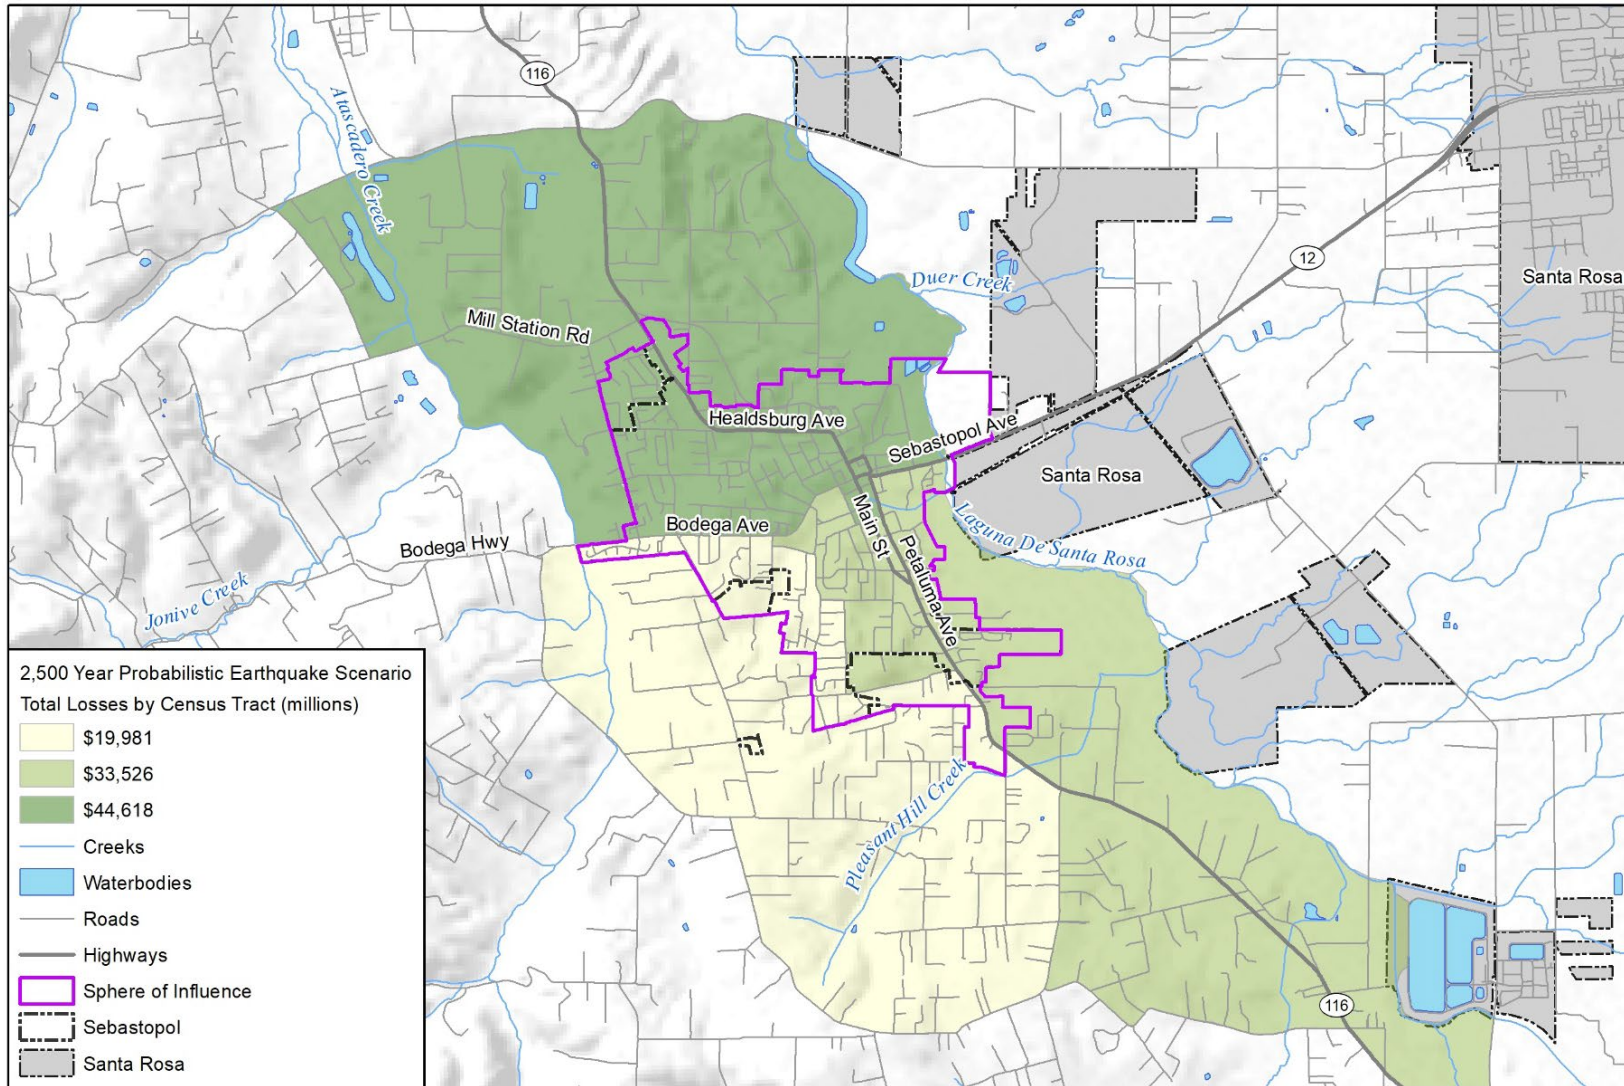 116
Atascadero Creek
12
Duer Creek
Santa Rosa
Mill Station Rd
Healdsburg Ave
Sebastopol Ave
Santa Rosa
Main St
Petaluma Ave
Laguna De Santa Rosa
Bodega Ave
Bodega Hwy
Jonive Creek
Pleasant Hill Creek
116
2,500 Year Probabilistic Earthquake Scenario
Total Losses by Census Tract (millions)
$19,981
$33,526
$44,618
Creeks
Waterbodies
Roads
Highways
Sphere of Influence
Sebastopol
Santa Rosa